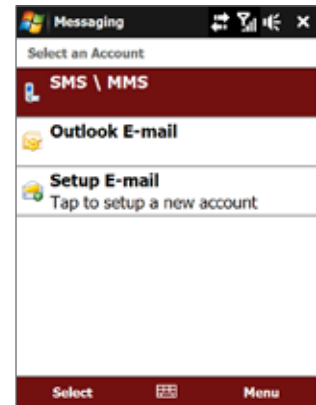 Messaging
Select an Account
SMS \ MMS
Outlook E-mail
Setup E-mail
Tap to setup a new account
Select
Menu